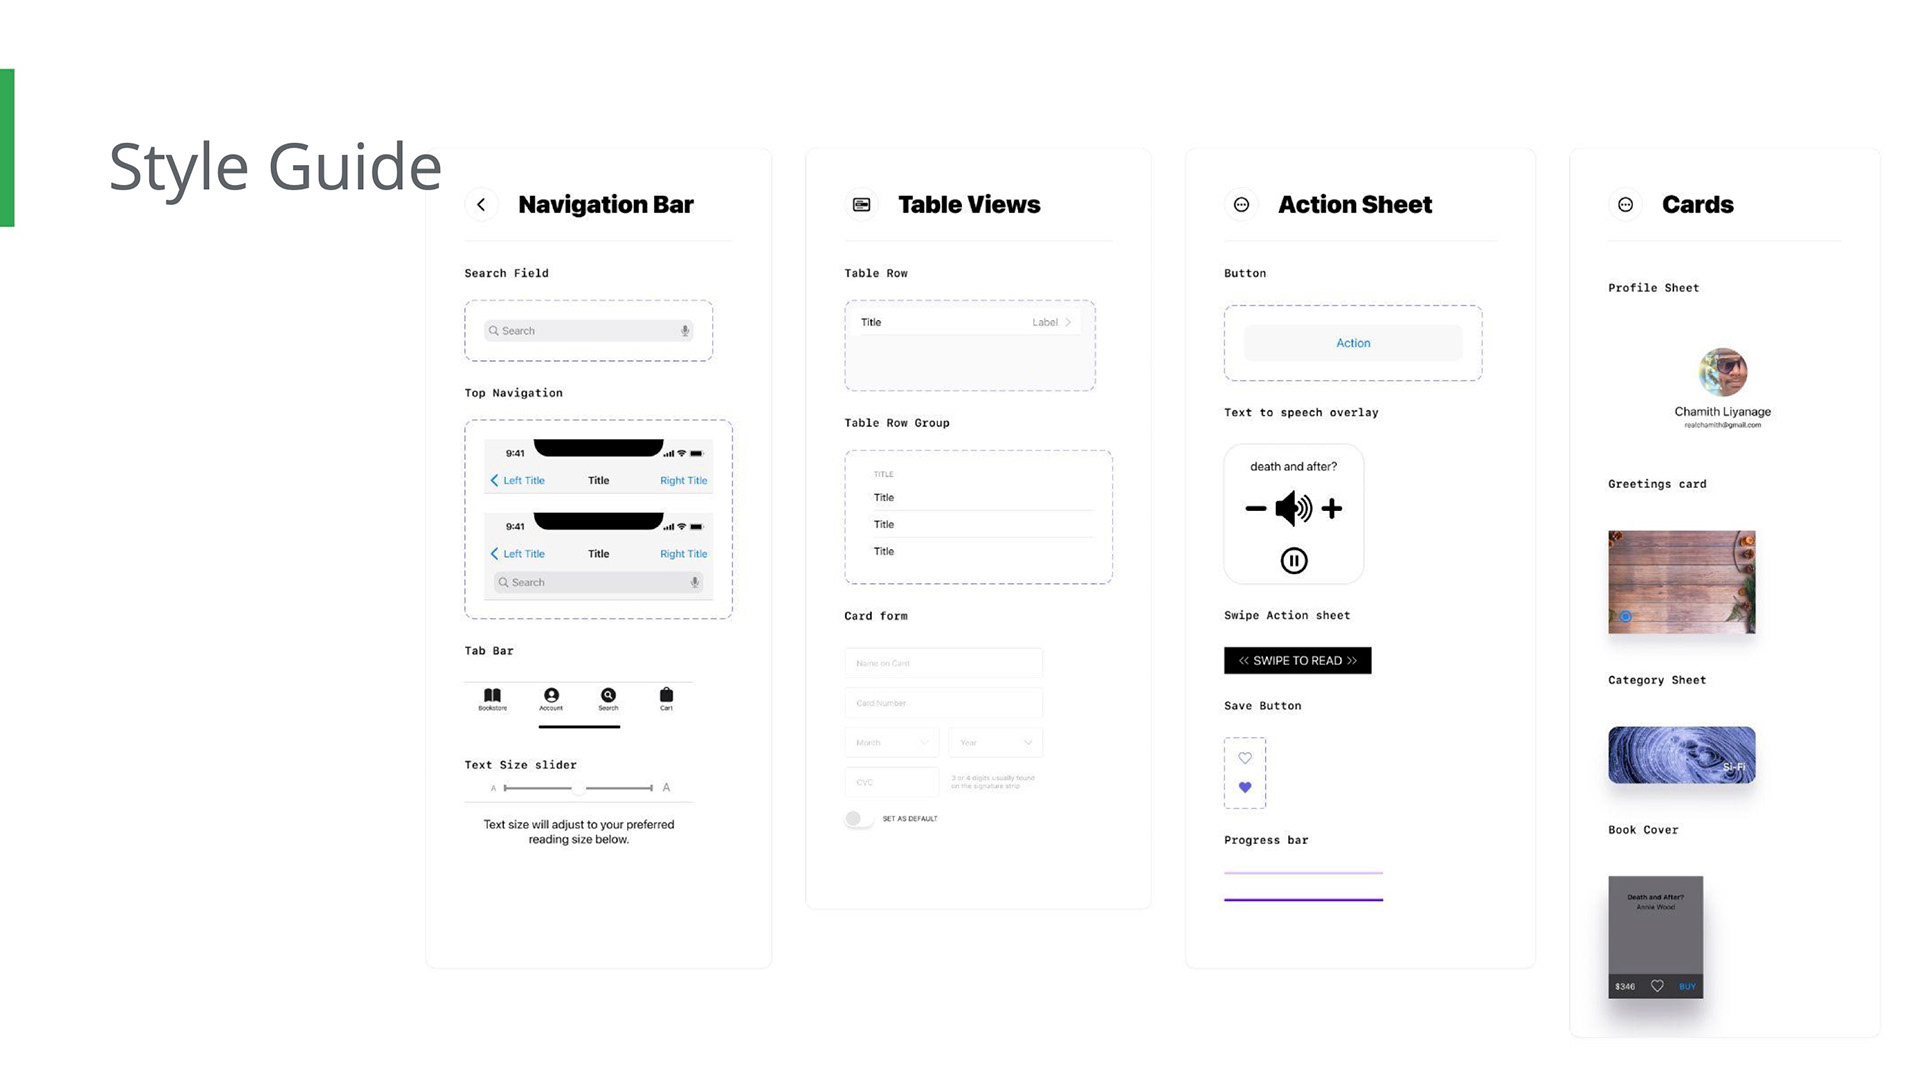 Style Guide
Navigation Bar
Search Field
Search
Top Navigation
9:41
Left Title Title Right Title
9:41
Left Title Title Right Title
Search
Tab Bar
Bookstore Account Search Cart
Text Size slider
A A
Text size will adjust to your preferred
reading size below.
Table Views
Table Row
Title Label
Table Row Group
TITLE
Title
Title
Title
Card form
Name on Card
Card Number
Month Year
CVC 3 or 4 digits usually found
on the signature strip
SET AS DEFAULT
Action Sheet
Button
Action
Text to speech overlay
death and after?
Swipe Action sheet
<< SWIPE TO READ >>
Save Button
Progress bar
Cards
Profile Sheet
Chamith Liyanage
realchamith@gmail.com
Greetings card
Category Sheet
Si-Fi
Book Cover
Death and After?
Annie Wood
$346 BUY